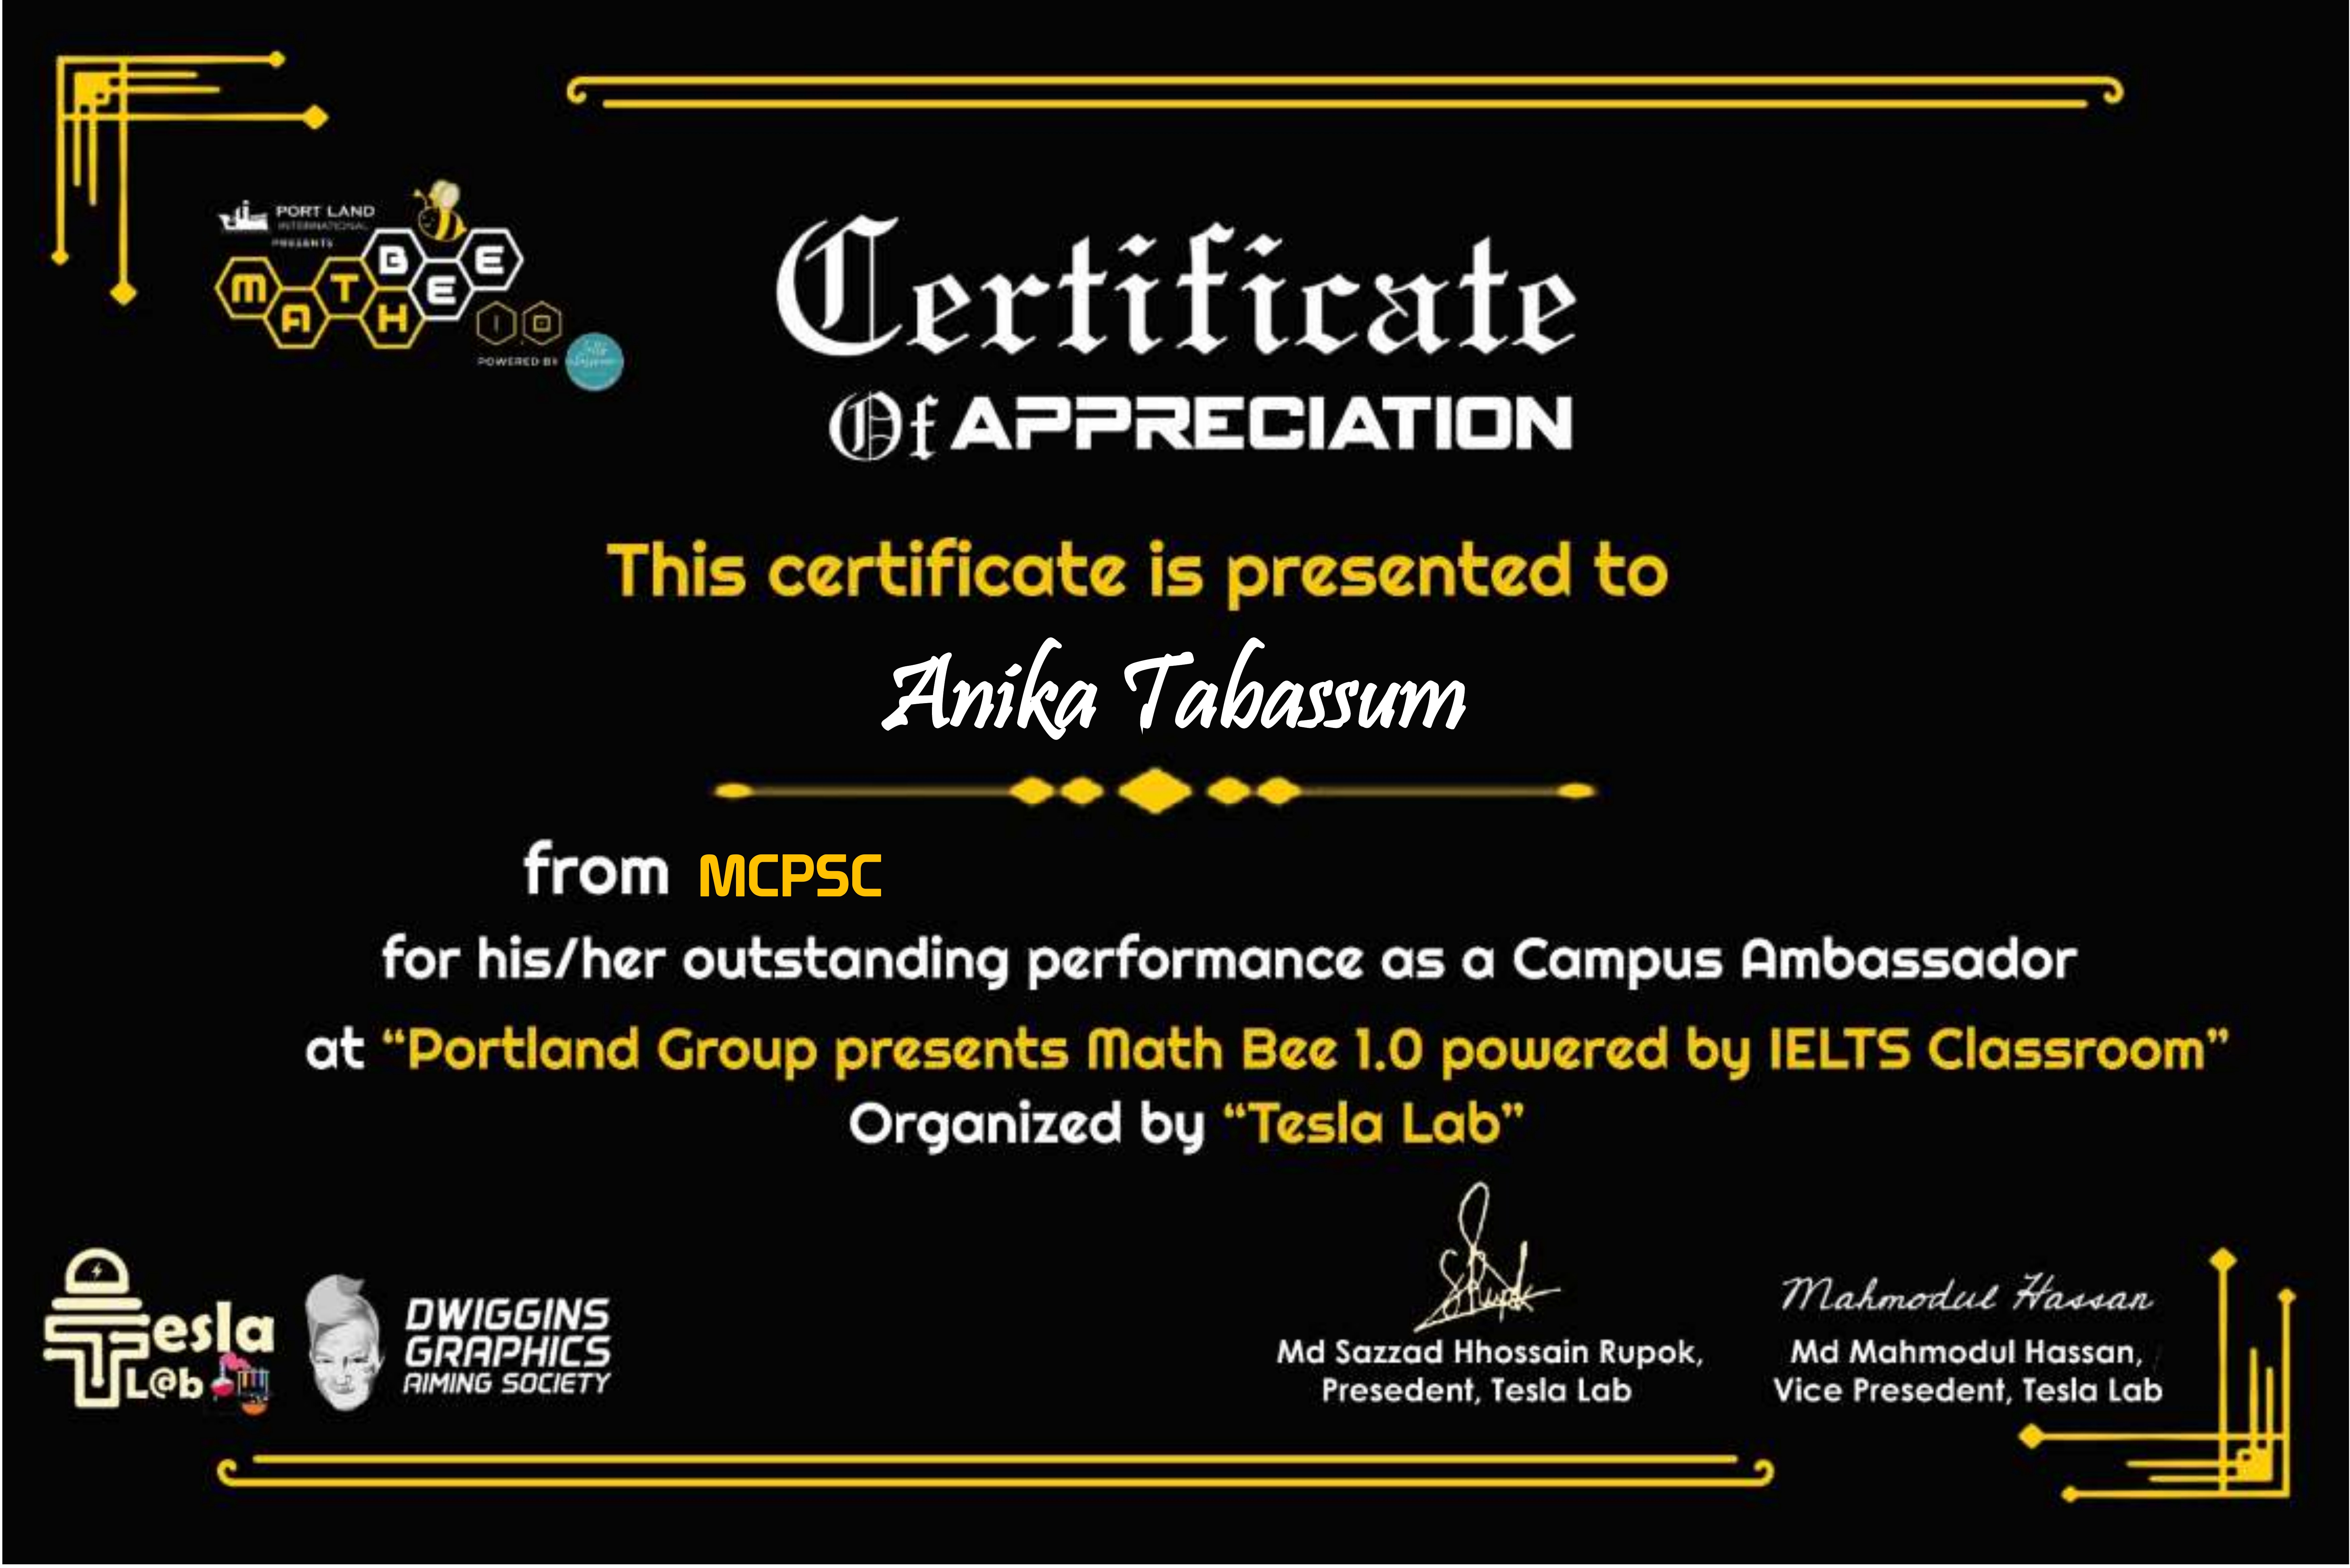 PORT LAND
INTERNATIONAL
PRESENTS
MATH BEE
1.0
POWERED BY
Certificate
Of APPRECIATION
This certificate is presented to
Anika Tabassum
from MCPSC
for his/her outstanding performance as a Campus Ambassador
at “Portland Group presents Math Bee 1.0 powered by IELTS Classroom”
Organized by “Tesla Lab”
Tesla
L@b
DWIGGINS
GRAPHICS
AIMING SOCIETY
SRupok
Md Sazzad Hhossain Rupok,
Presedent, Tesla Lab
Mahmodul Hassan
Md Mahmodul Hassan,
Vice Presedent, Tesla Lab